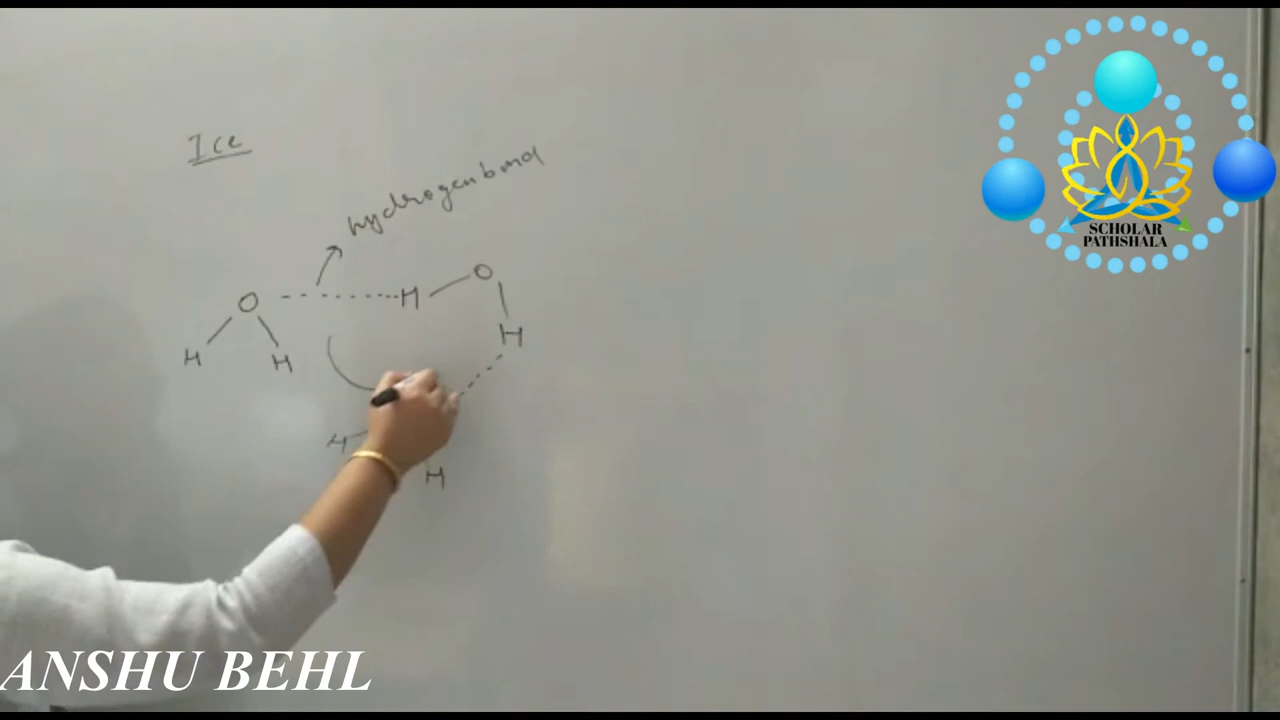 Ice
hydrogen bond
O H O
H H H
H
H
SCHOLAR
PATHSHALA
ANSHU BEHL